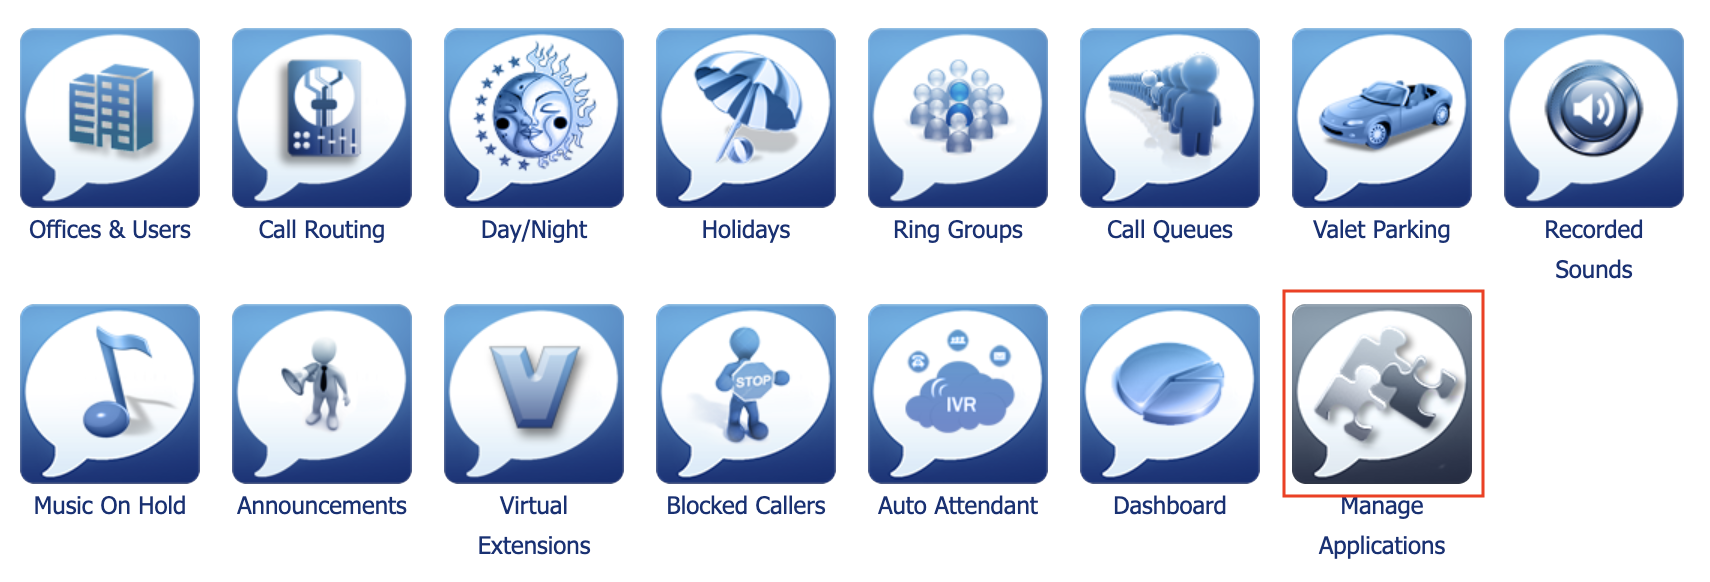 Offices & Users
Call Routing
Day/Night
Holidays
Ring Groups
Call Queues
Valet Parking
Recorded
Sounds
STOP
IVR
V
Music On Hold
Announcements
Virtual
Extensions
Blocked Callers
Auto Attendant
Dashboard
Manage
Applications